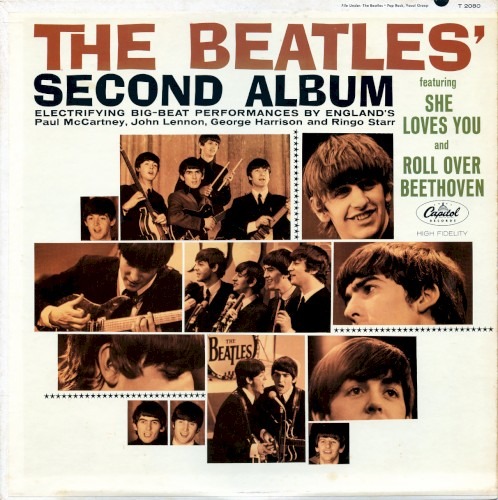 File Under: The Beatles • Pop Rock, Vocal Group
T 2080
THE BEATLES'
SECOND ALBUM
ELECTRIFYING BIG-BEAT PERFORMANCES BY ENGLAND'S
Paul McCartney, John Lennon, George Harrison and Ringo Starr
featuring
SHE
LOVES YOU
and
ROLL OVER
BEETHOVEN
Capitol
RECORDS
HIGH FIDELITY
THE
BEATLES